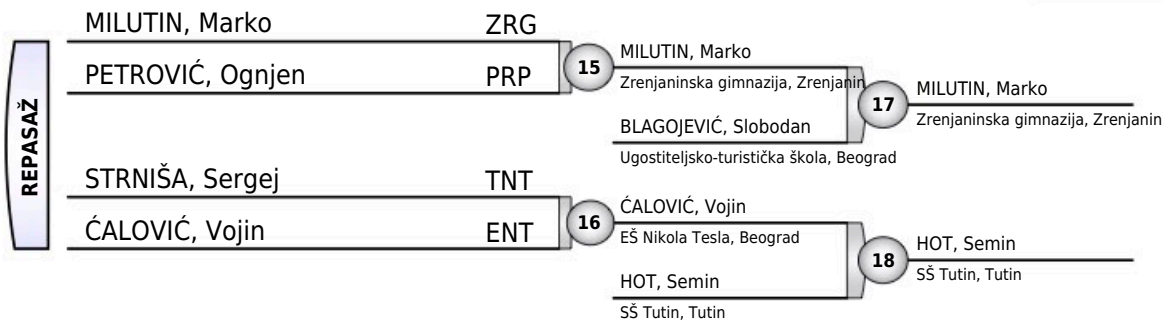 REPASAŽ
MILUTIN, Marko ZRG
PETROVIĆ, Ognjen PRP
STRNIŠA, Sergej TNT
ĆALOVIĆ, Vojin ENT
15
MILUTIN, Marko
Zrenjaninska gimnazija, Zrenjanin
BLAGOJEVIĆ, Slobodan
Ugostiteljsko-turistička škola, Beograd
16
ĆALOVIĆ, Vojin
EŠ Nikola Tesla, Beograd
HOT, Semin
SŠ Tutin, Tutin
17
MILUTIN, Marko
Zrenjaninska gimnazija, Zrenjanin
18
HOT, Semin
SŠ Tutin, Tutin